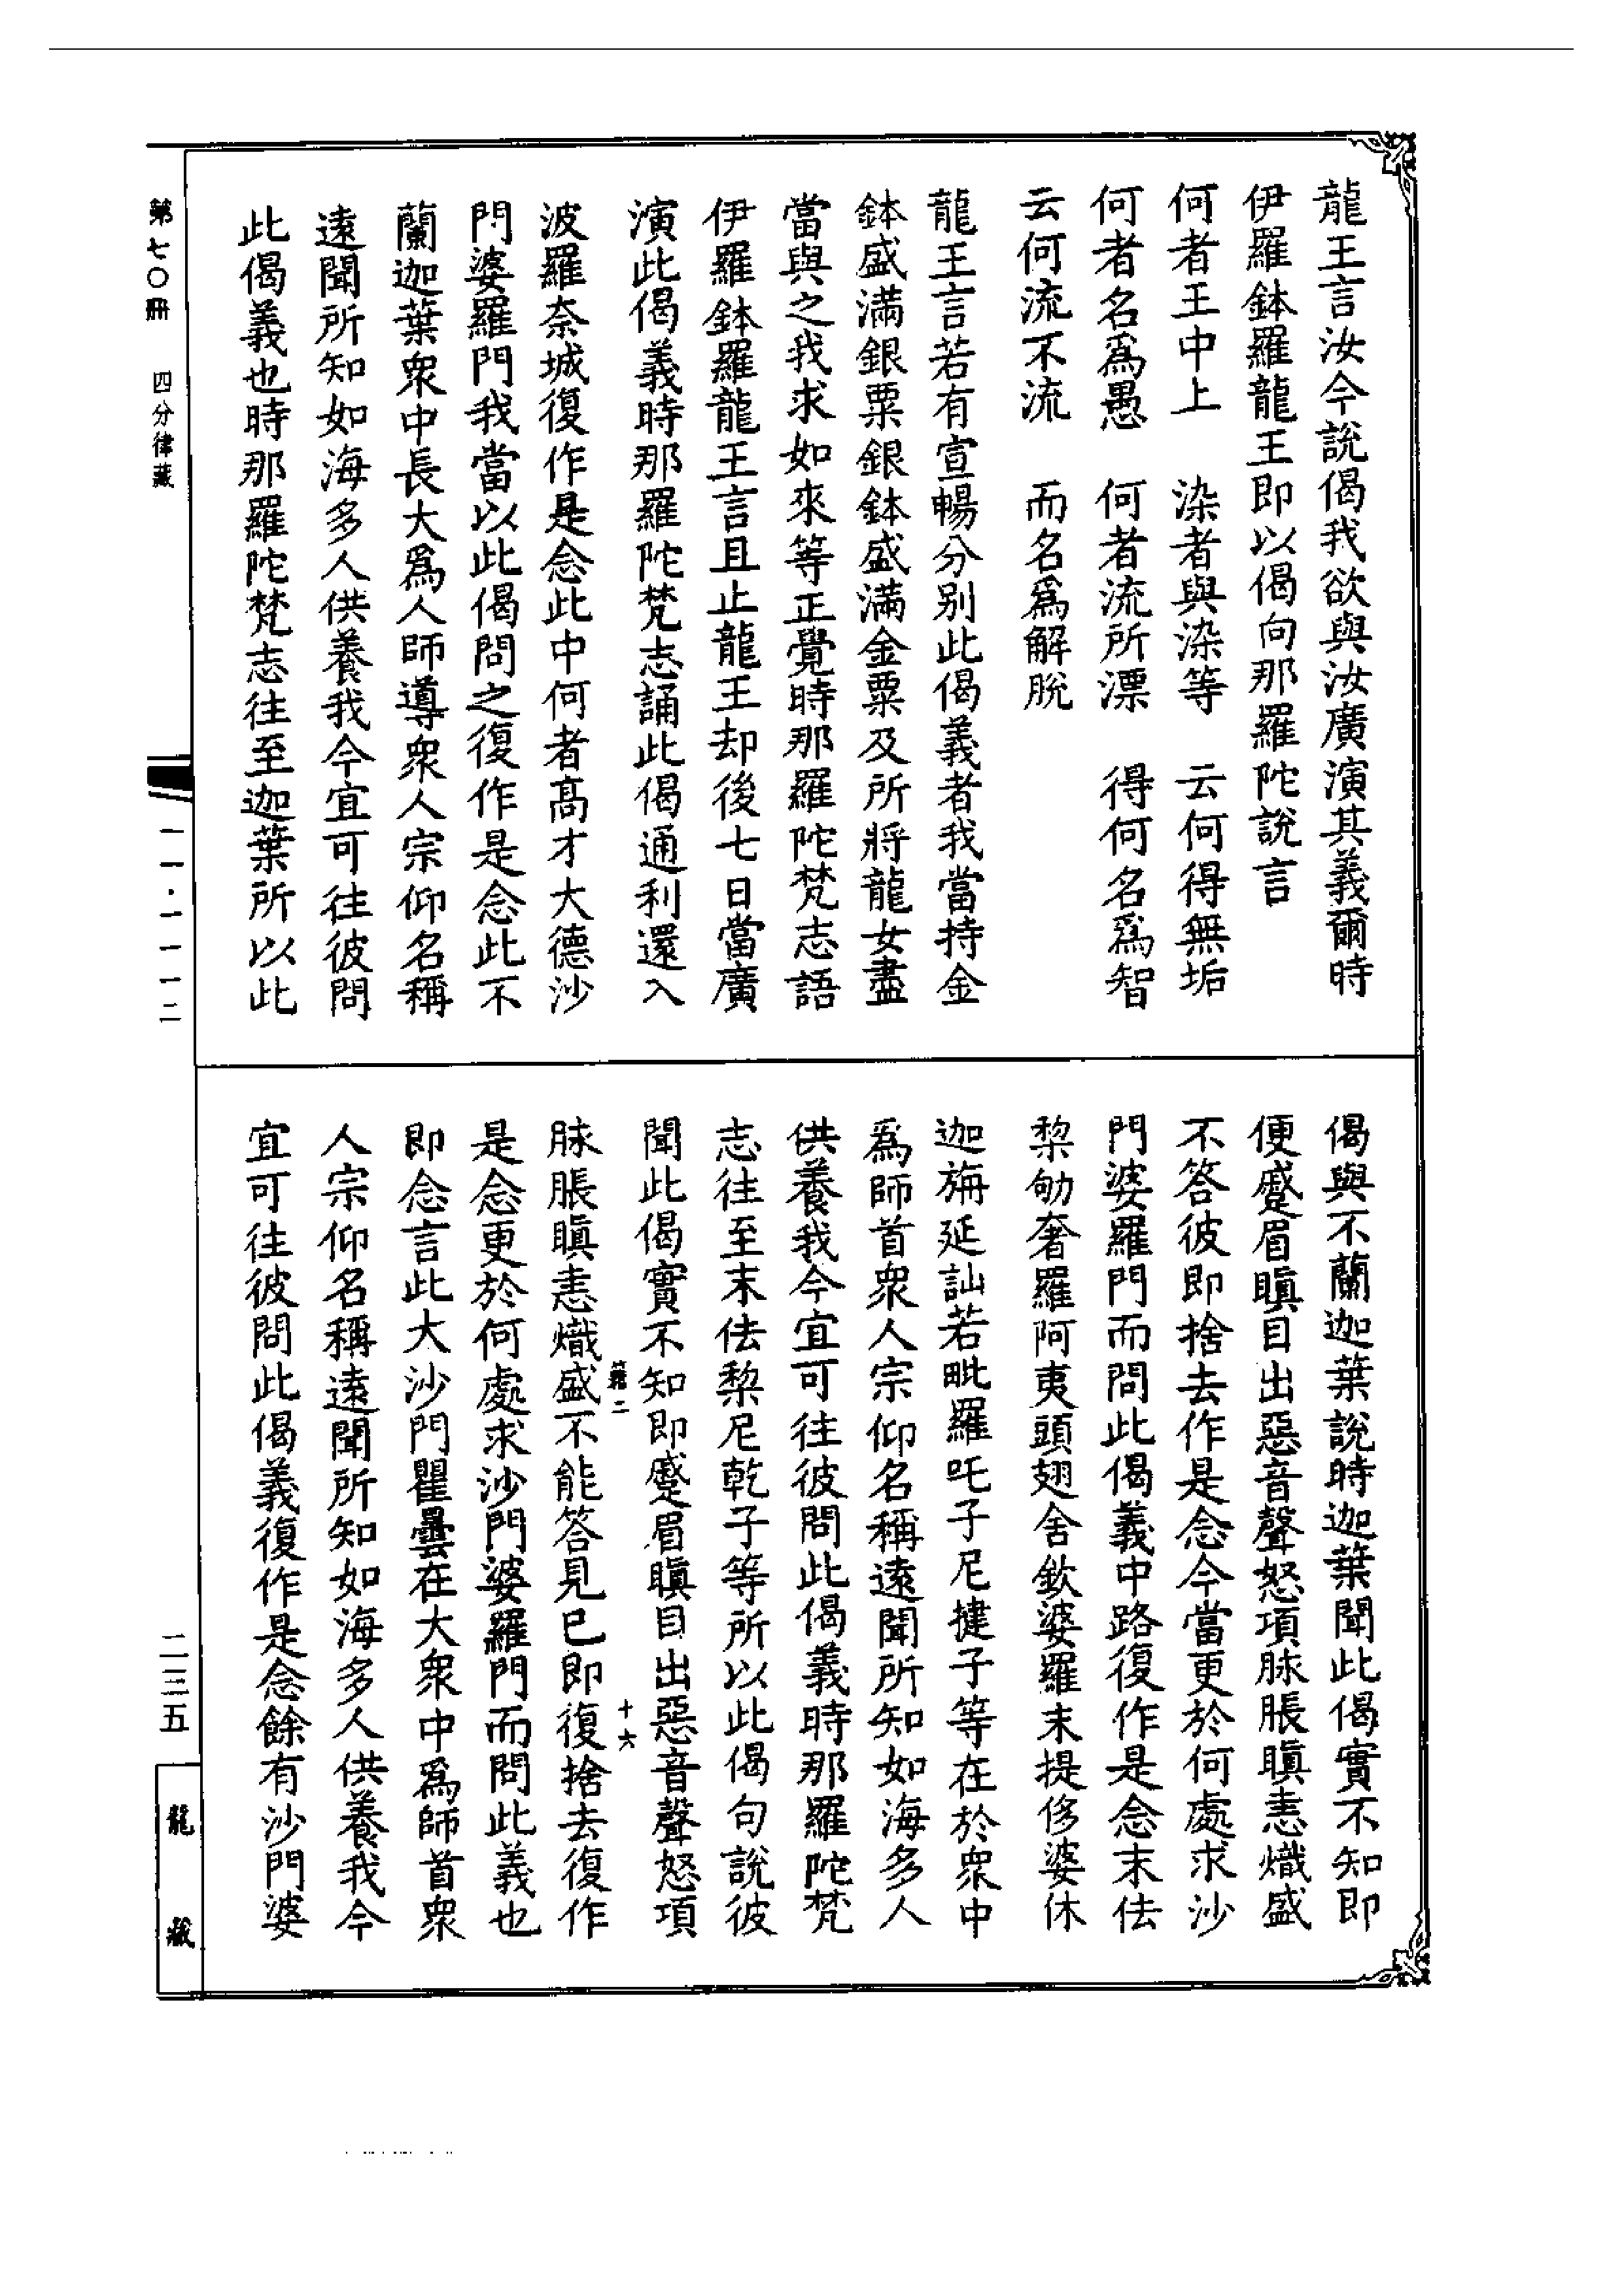 龍王言汝今說偈我欲與汝廣演其義爾時
伊羅鉢羅龍王即以偈向那羅陀說言
何者王中上　染者與染等　云何得無垢
何者名爲愚　何者流所漂　得何名爲智
云何流不流　而名爲解脫
龍王言若有宣暢分別此偈義者我當持金
鉢盛滿銀粟銀鉢盛滿金粟及所將龍女盡
當與之我求如來等正覺時那羅陀梵志語
伊羅鉢羅龍王言且止龍王却後七日當廣
演此偈義時那羅陀梵志誦此偈通利還入
波羅奈城復作是念此中何者高才大德沙
門婆羅門我當以此偈問之復作是念此不
蘭迦葉衆中長大爲人師導衆人宗仰名稱
遠聞所知如海多人供養我今宜可往彼問
此偈義也時那羅陀梵志往至迦葉所以此
偈與不蘭迦葉說時迦葉聞此偈實不知即
便蹙眉瞋目出惡音聲怒項脉脹瞋恚熾盛
不答彼即捨去作是念今當更於何處求沙
門婆羅門而問此偈義中路復作是念末佉
梨劬奢羅阿夷頭翅舍欽婆羅末提侈婆休
迦旃延訕若毗羅吒子尼揵子等在於衆中
爲師首衆人宗仰名稱遠聞所知如海多人
供養我今宜可往彼問此偈義時那羅陀梵
志往至末佉梨尼乾子等所以此偈句說彼
聞此偈實不知即蹙眉瞋目出惡音聲怒項
脉脹瞋恚熾盛不能答見已即復捨去復作
是念更於何處求沙門婆羅門而問此義也
即念言此大沙門瞿曇在大衆中爲師首衆
人宗仰名稱遠聞所知如海多人供養我今
宜可往彼問此偈義復作是念餘有沙門婆
二
十六
第七〇冊　四分律藏
一一·一一一二
二三五
龍藏